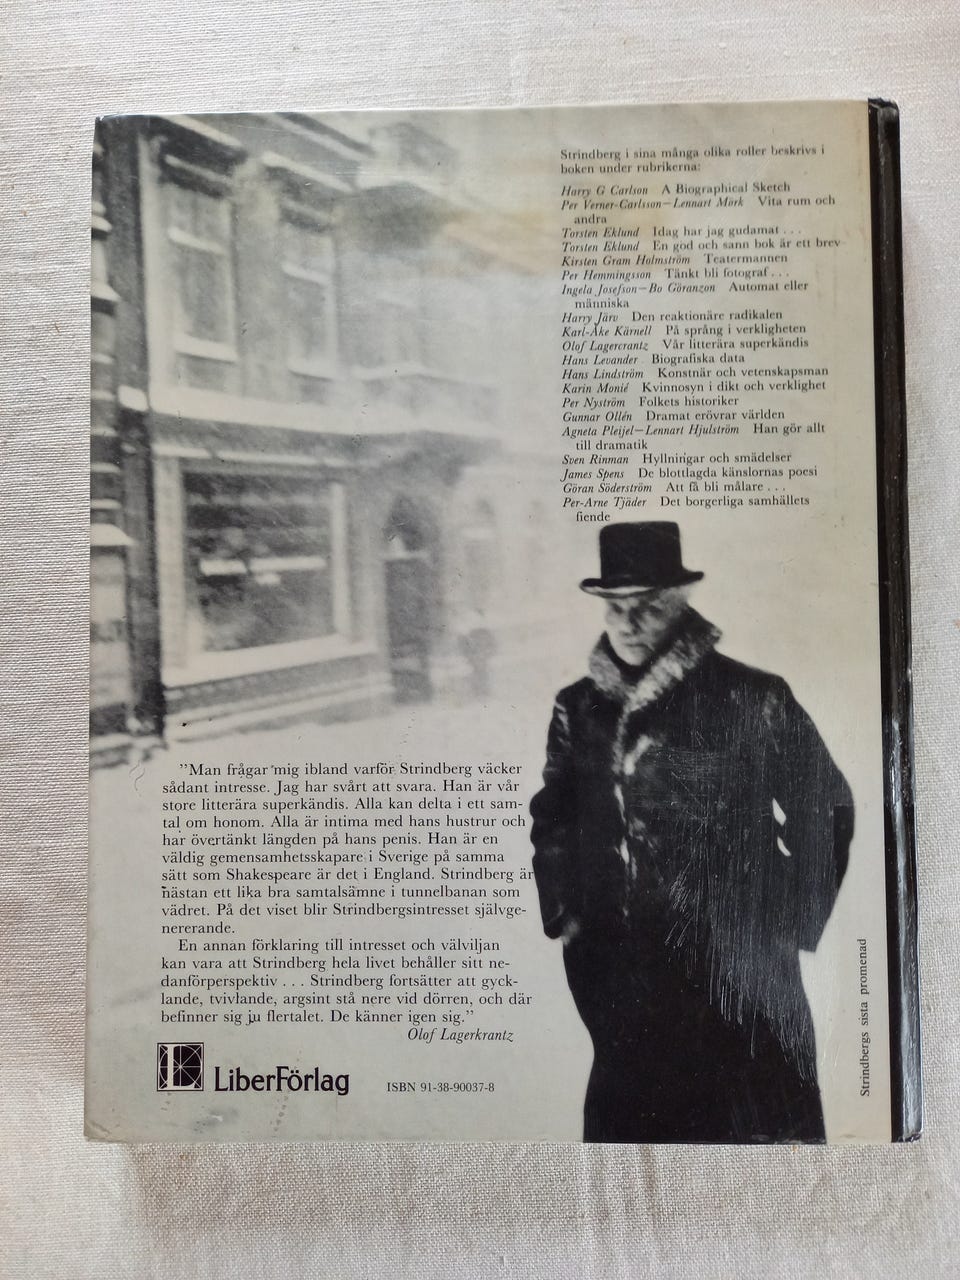 Strindberg i sina många olika roller beskrivs i
boken under rubrikerna:
Harry G Carlson A Biographical Sketch
Per Verner-Carlsson—Lennart Mörk Vita rum och
andra
Torsten Eklund Idag har jag gudamat . . .
Torsten Eklund En god och sann bok är ett brev
Kirsten Gram Holmström Teatermannen
Per Hemmingsson Tänkt bli fotograf . . .
Ingela Josefson—Bo Göranzon Automat eller
människa
Harry Järv Den reaktionäre radikalen
Karl-Åke Kärnell På språng i verkligheten
Olof Lagercrantz Vår litterära superkändis
Hans Levander Biografiska data
Hans Lindström Konstnär och vetenskapsman
Karin Monié Kvinnosyn i dikt och verklighet
Per Nyström Folkets historiker
Gunnar Ollén Dramat erövrar världen
Agneta Pleijel—Lennart Hjulström Han gör allt
till dramatik
Sven Rinman Hyllningar och smädelser
James Spens De blottlagda känslornas poesi
Göran Söderström Att få bli målare . . .
Per-Arne Tjäder Det borgerliga samhällets
fiende
”Man frågar mig ibland varför Strindberg väcker
sådant intresse. Jag har svårt att svara. Han är vår
store litterära superkändis. Alla kan delta i ett sam-
tal om honom. Alla är intima med hans hustrur och
har övertänkt längden på hans penis. Han är en
väldig gemensamhetsskapare i Sverige på samma
sätt som Shakespeare är det i England. Strindberg är
nästan ett lika bra samtalsämne i tunnelbanan som
vädret. På det viset blir Strindbergsintresset självge-
nererande.
En annan förklaring till intresset och välviljan
kan vara att Strindberg hela livet behåller sitt ne-
danförperspektiv . . . Strindberg fortsätter att gyck-
lande, tvivlande, argsint stå nere vid dörren, och där
befinner sig ju flertalet. De känner igen sig.”
Olof Lagerkrantz
L LiberFörlag
ISBN 91-38-90037-8
Strindbergs sista promenad